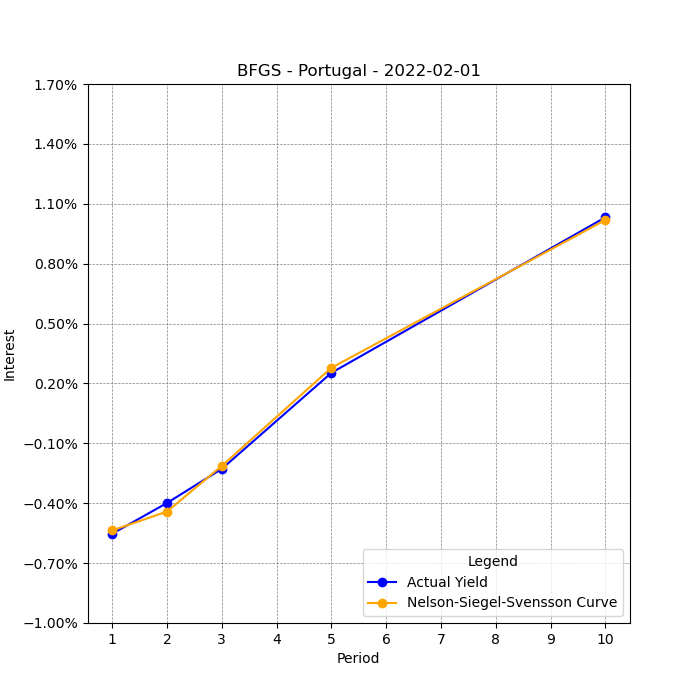 BFGS - Portugal - 2022-02-01
1.70%
1.40%
1.10%
0.80%
0.50%
0.20%
−0.10%
−0.40%
−0.70%
−1.00%
Interest
Legend
Actual Yield
Nelson-Siegel-Svensson Curve
1 2 3 4 5 6 7 8 9 10
Period